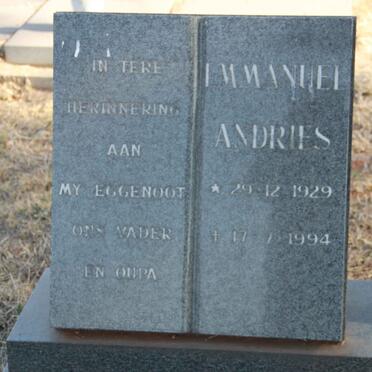 IN TERE
HERINNERING
AAN
MY EGGENOOT
ONS VADER
EN OUPA
EMMANUEL
ANDRIES
* 29-12-1929
† 17-7-1994